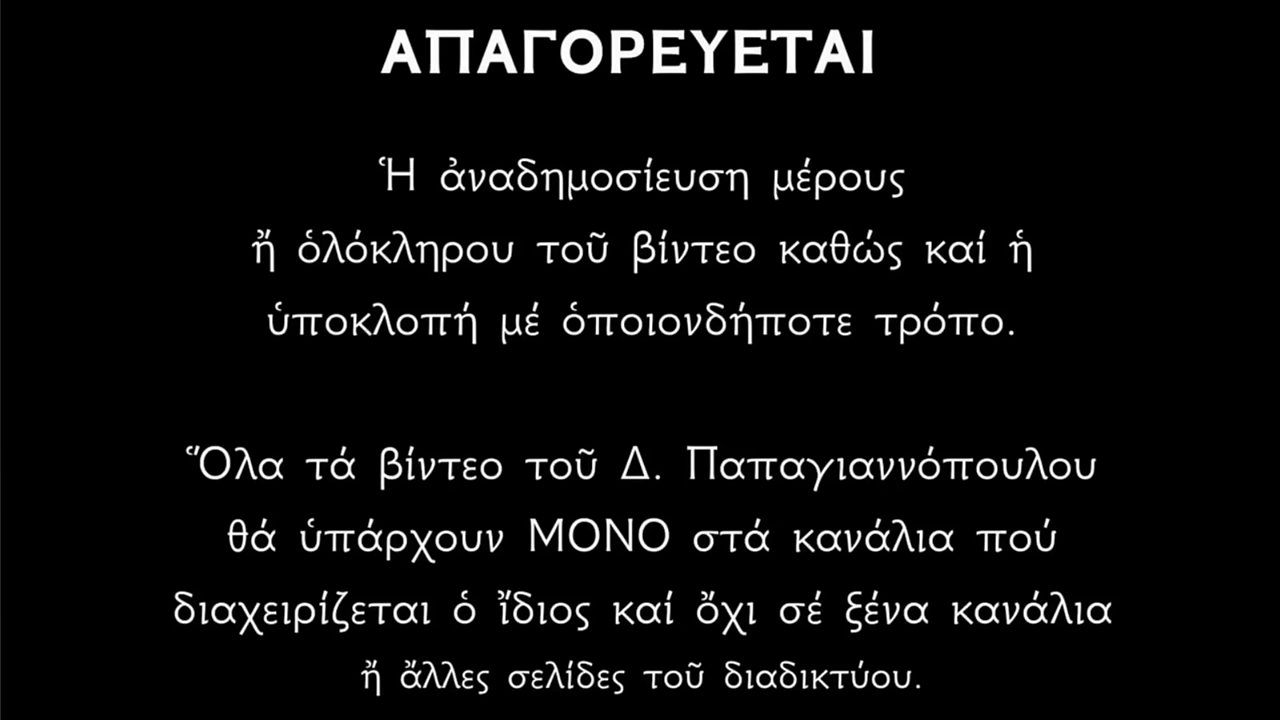 ΑΠΑΓΟΡΕΥΕΤΑΙ
Ἡ ἀναδημοσίευση μέρους
ἤ ὁλόκληρου τοῦ βίντεο καθώς καί ἡ
ὑποκλοπή μέ ὁποιονδήποτε τρόπο.
Ὅλα τά βίντεο τοῦ Δ. Παπαγιαννόπουλου
θά ὑπάρχουν ΜΟΝΟ στά κανάλια πού
διαχειρίζεται ὁ ἴδιος καί ὄχι σέ ξένα κανάλια
ἤ ἄλλες σελίδες τοῦ διαδικτύου.